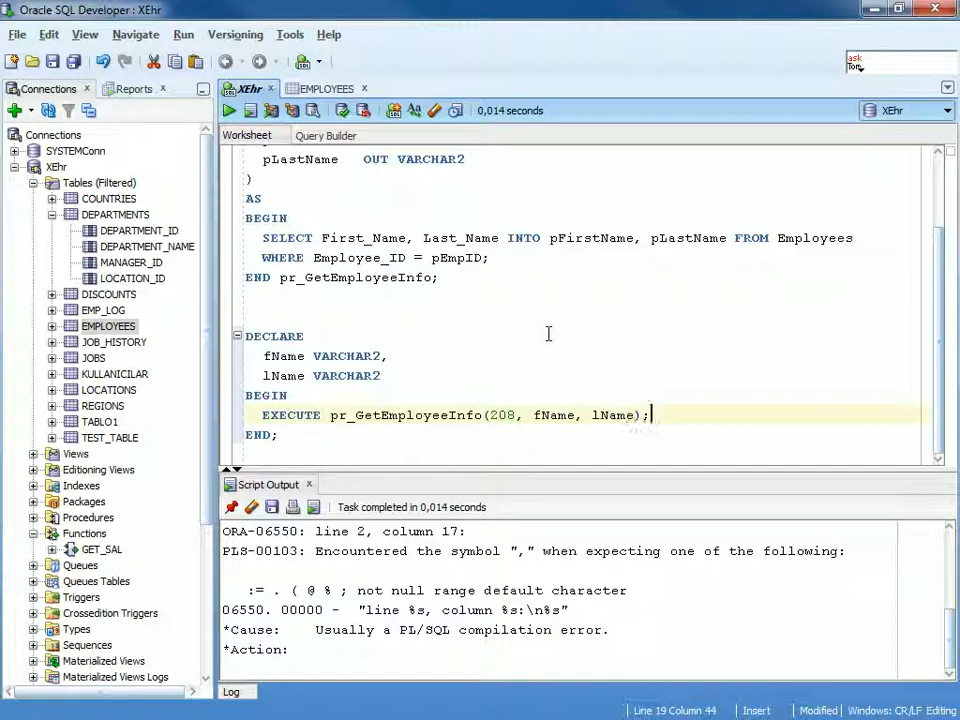 Oracle SQL Developer : XEhr
File Edit View Navigate Run Versioning Tools Help
ask
Tom
Connections Reports XEhr EMPLOYEES
0,014 seconds XEhr
Worksheet Query Builder
Connections
SYSTEMConn
XEhr
Tables (Filtered)
COUNTRIES
DEPARTMENTS
DEPARTMENT_ID
DEPARTMENT_NAME
MANAGER_ID
LOCATION_ID
DISCOUNTS
EMP_LOG
EMPLOYEES
JOB_HISTORY
JOBS
KULLANICILAR
LOCATIONS
REGIONS
TABLO1
TEST_TABLE
Views
Editioning Views
Indexes
Packages
Procedures
Functions
GET_SAL
Queues
Queues Tables
Triggers
Crossedition Triggers
Types
Sequences
Materialized Views
Materialized Views Logs
pLastName OUT VARCHAR2
)
AS
BEGIN
SELECT First_Name, Last_Name INTO pFirstName, pLastName FROM Employees
WHERE Employee_ID = pEmpID;
END pr_GetEmployeeInfo;
DECLARE
fName VARCHAR2,
lName VARCHAR2
BEGIN
EXECUTE pr_GetEmployeeInfo(208, fName, lName);
END;
Script Output
Task completed in 0,014 seconds
ORA-06550: line 2, column 17:
PLS-00103: Encountered the symbol "," when expecting one of the following:
:= . ( @ % ; not null range default character
06550. 00000 - "line %s, column %s:\n%s"
*Cause: Usually a PL/SQL compilation error.
*Action:
Log
Line 19 Column 44 Insert Modified Windows: CR/LF Editing